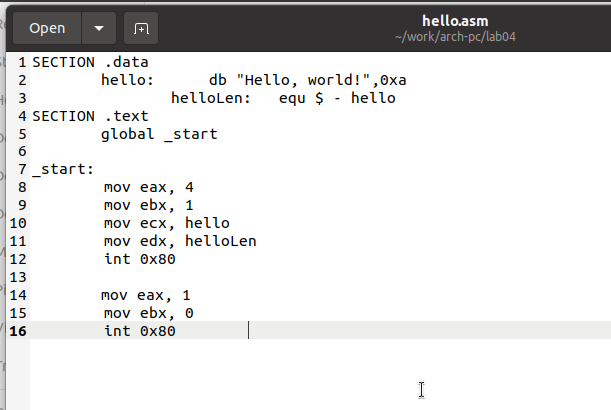 Open
hello.asm
~/work/arch-pc/lab04
1 SECTION .data
2 hello: db "Hello, world!",0xa
3 helloLen: equ $ - hello
4 SECTION .text
5 global _start
6
7 _start:
8 mov eax, 4
9 mov ebx, 1
10 mov ecx, hello
11 mov edx, helloLen
12 int 0x80
13
14 mov eax, 1
15 mov ebx, 0
16 int 0x80